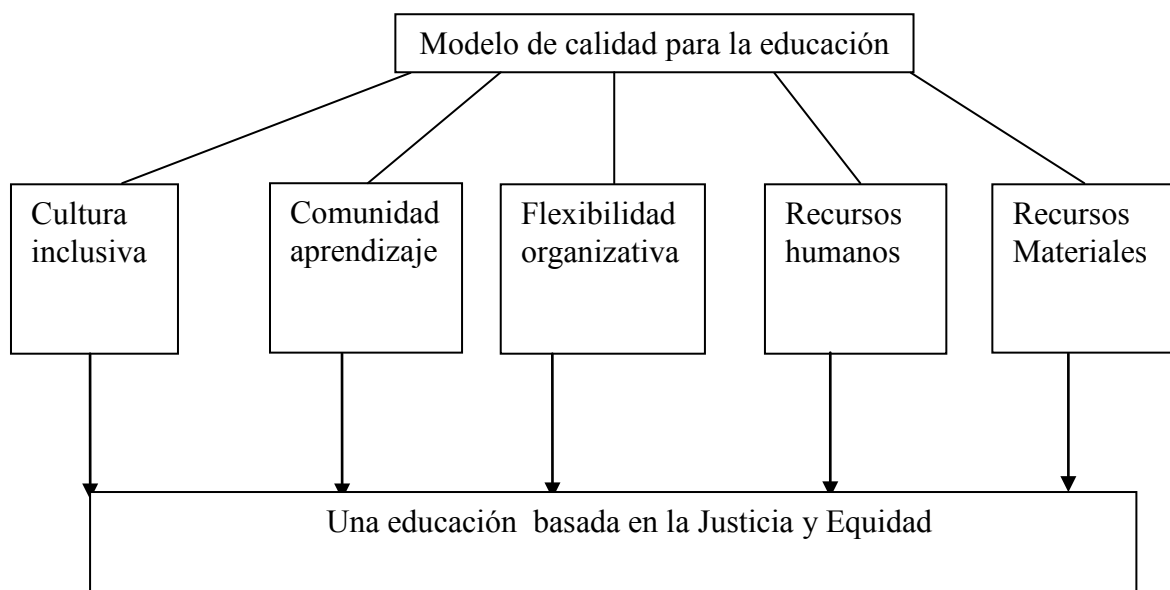 Modelo de calidad para la educación
Cultura
inclusiva
Comunidad
aprendizaje
Flexibilidad
organizativa
Recursos
humanos
Recursos
Materiales
Una educación  basada en la Justicia y Equidad